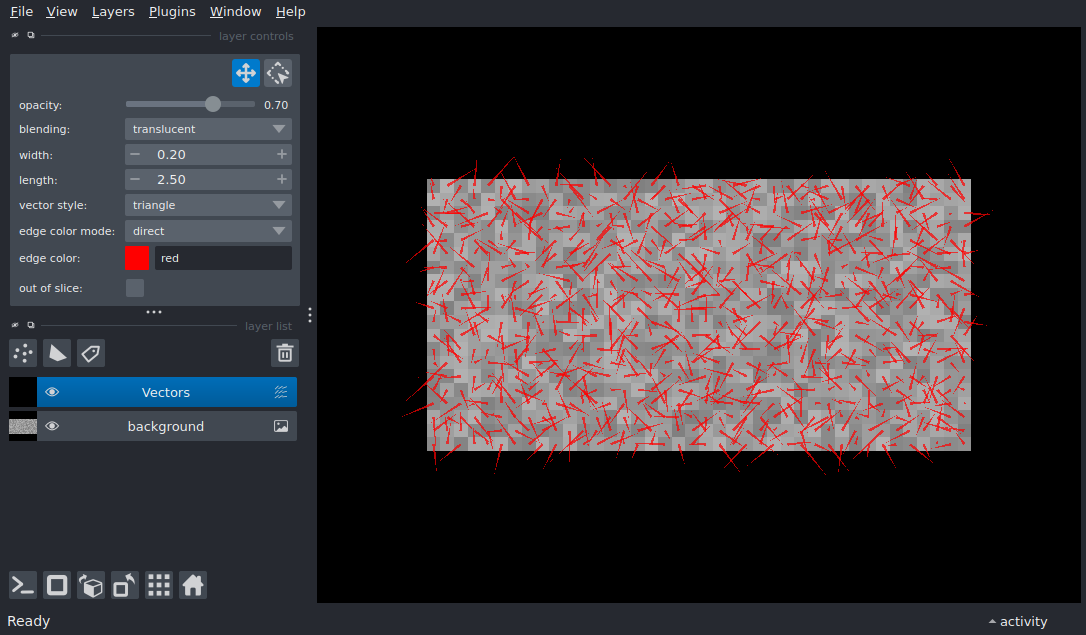 File View Layers Plugins Window Help
layer controls
opacity: 0.70
blending: translucent
width: 0.20
length: 2.50
vector style: triangle
edge color mode: direct
edge color: red
out of slice:
layer list
Vectors
background
Ready
activity